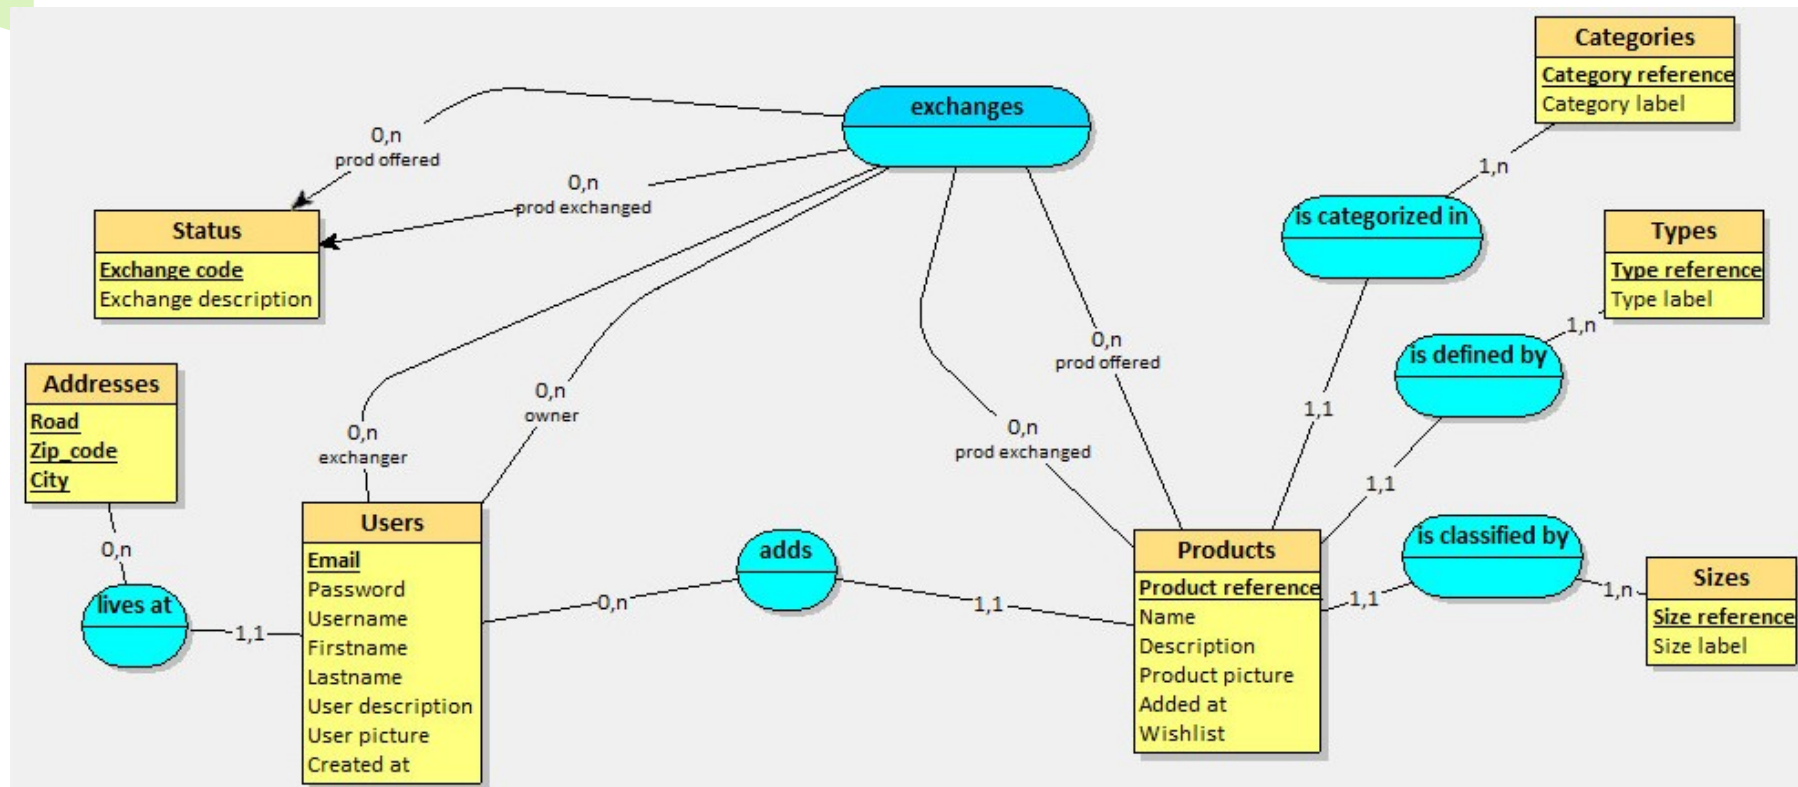 Categories
Category reference
Category label
exchanges
0,n
prod offered
0,n
prod exchanged
1,n
is categorized in
Status
Exchange code
Exchange description
Types
Type reference
Type label
1,n
is defined by
0,n
prod offered
Addresses
Road
Zip_code
City
0,n
owner
1,1
0,n
exchanger
0,n
prod exchanged
1,1
Users
Email
Password
Username
Firstname
Lastname
User description
User picture
Created at
0,n
lives at
1,1
adds
0,n
1,1
Products
Product reference
Name
Description
Product picture
Added at
Wishlist
is classified by
1,1
1,n
Sizes
Size reference
Size label